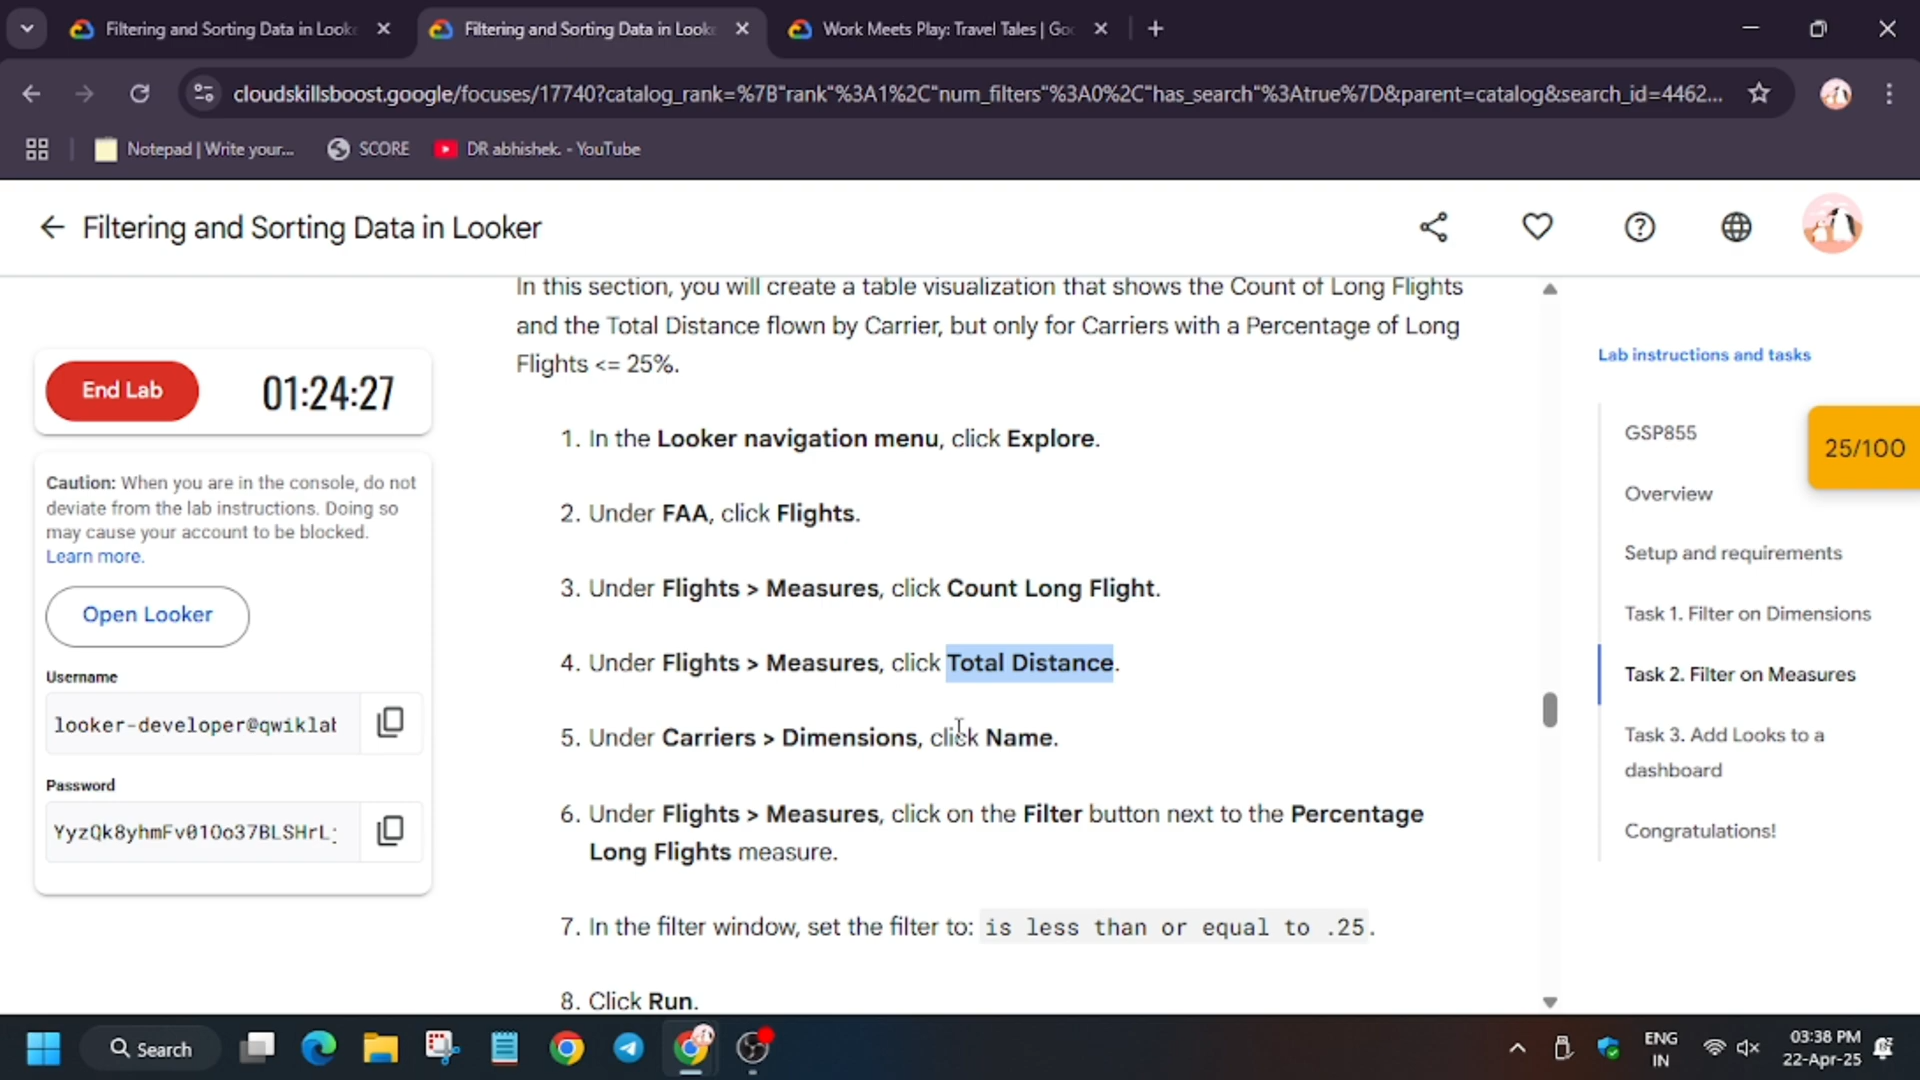 Filtering and Sorting Data in Look
Filtering and Sorting Data in Look
Work Meets Play: Travel Tales | Go
cloudskillsboost.google/focuses/17740?catalog_rank=%7B"rank"%3A1%2C"num_filters"%3A0%2C"has_search"%3Atrue%7D&parent=catalog&search_id=4462...
Notepad | Write your...
SCORE
DR abhishek. - YouTube
Filtering and Sorting Data in Looker
In this section, you will create a table visualization that shows the Count of Long Flights
and the Total Distance flown by Carrier, but only for Carriers with a Percentage of Long
Flights <= 25%.
End Lab
01:24:27
Caution: When you are in the console, do not
deviate from the lab instructions. Doing so
may cause your account to be blocked.
Learn more.
Open Looker
Username
looker-developer@qwiklab
Password
YyzQk8yhmFv01Oo37BLSHrL
1. In the Looker navigation menu, click Explore.
2. Under FAA, click Flights.
3. Under Flights > Measures, click Count Long Flight.
4. Under Flights > Measures, click Total Distance.
5. Under Carriers > Dimensions, click Name.
6. Under Flights > Measures, click on the Filter button next to the Percentage
Long Flights measure.
7. In the filter window, set the filter to: is less than or equal to .25.
8. Click Run.
Lab instructions and tasks
GSP855
25/100
Overview
Setup and requirements
Task 1. Filter on Dimensions
Task 2. Filter on Measures
Task 3. Add Looks to a
dashboard
Congratulations!
Search
ENG
IN
03:38 PM
22-Apr-25